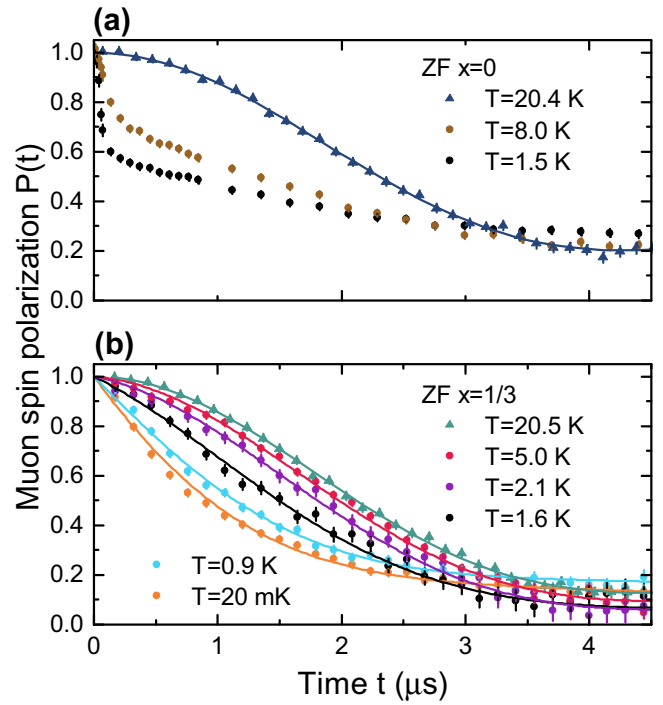 (a)
ZF x=0
T=20.4 K
T=8.0 K
T=1.5 K
1.0
0.8
0.6
0.4
0.2
0.0
Muon spin polarization P(t)
(b)
ZF x=1/3
T=20.5 K
T=5.0 K
T=2.1 K
T=1.6 K
T=0.9 K
T=20 mK
1.0
0.8
0.6
0.4
0.2
0.0
0 1 2 3 4
Time t (μs)